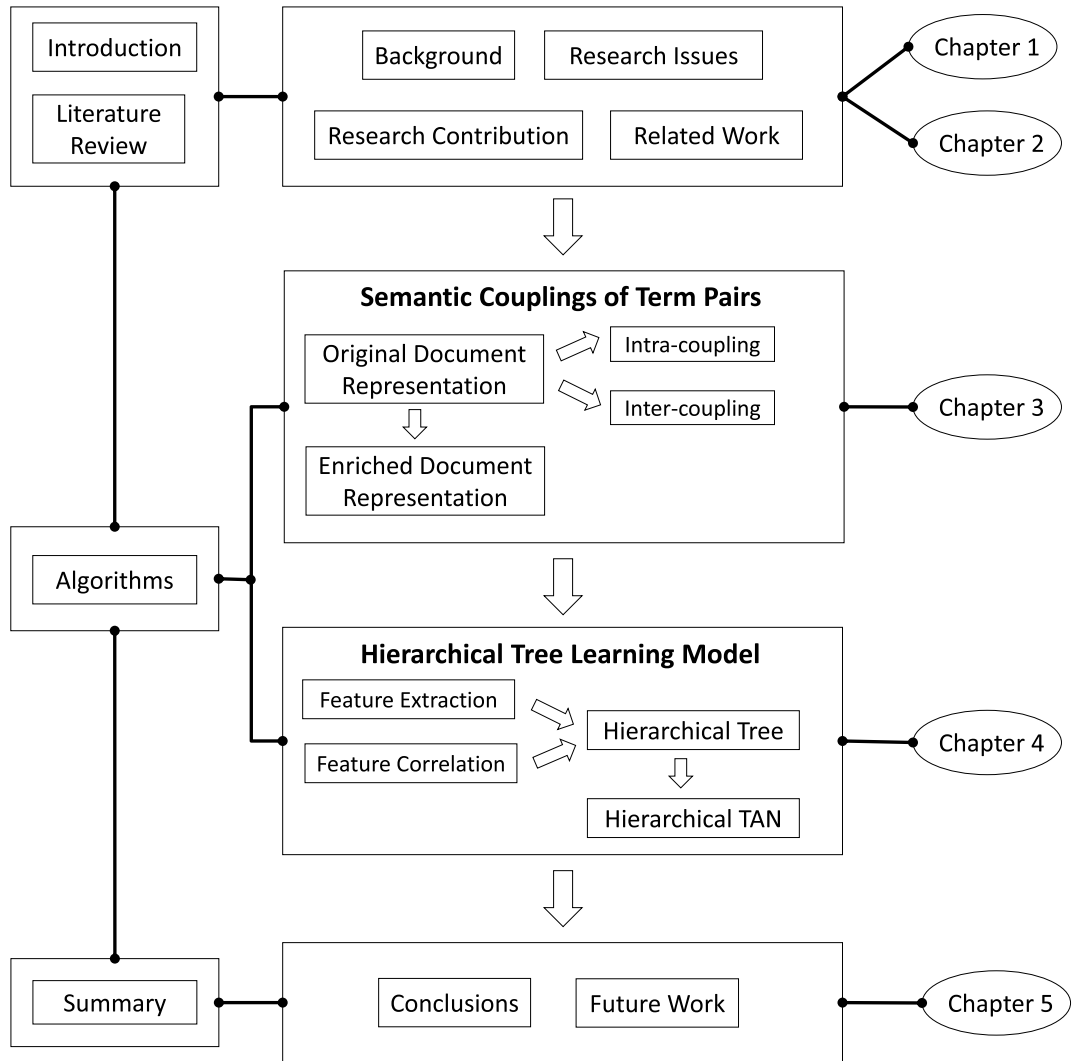 Introduction
Literature
Review
Background
Research Issues
Research Contribution
Related Work
Chapter 1
Chapter 2
Semantic Couplings of Term Pairs
Original Document
Representation
Intra-coupling
Inter-coupling
Enriched Document
Representation
Chapter 3
Algorithms
Hierarchical Tree Learning Model
Feature Extraction
Feature Correlation
Hierarchical Tree
Hierarchical TAN
Chapter 4
Summary
Conclusions
Future Work
Chapter 5